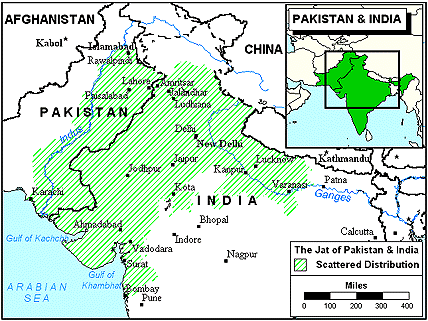 AFGHANISTAN
Kabol
Islamabad
Rawalpindi
CHINA
PAKISTAN & INDIA
Lahore
Amritsar
Faisalabad
Jalandhar
Ludhana
PAKISTAN
Indus
Delhi
New Delhi
Jodhpur
Jaipur
Kanpur
Lucknow
Kathmandu
Patna
Varanasi
Ganges
Kota
Karachi
INDIA
Gulf of Kachchh
Ahmadabad
Bhopal
Indore
Calcutta
Vadodara
Surat
Gulf of
Khambhat
Nagpur
ARABIAN
SEA
Bombay
Pune
The Jat of Pakistan & India
Scattered Distribution
Miles
0 100 200 300 400